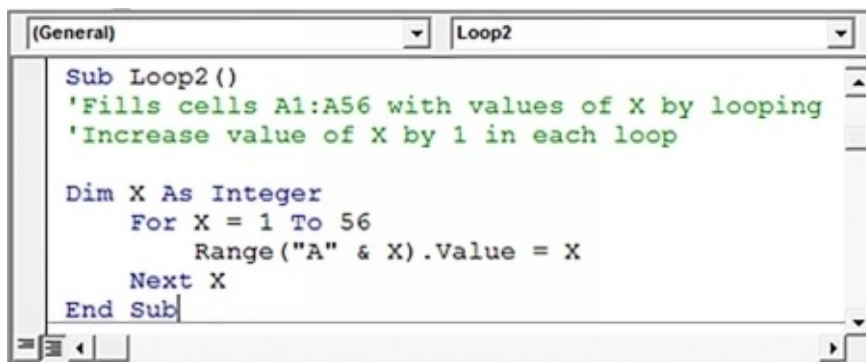 (General) Loop2
Sub Loop2()
'Fills cells A1:A56 with values of X by looping
'Increase value of X by 1 in each loop
Dim X As Integer
For X = 1 To 56
Range("A" & X).Value = X
Next X
End Sub